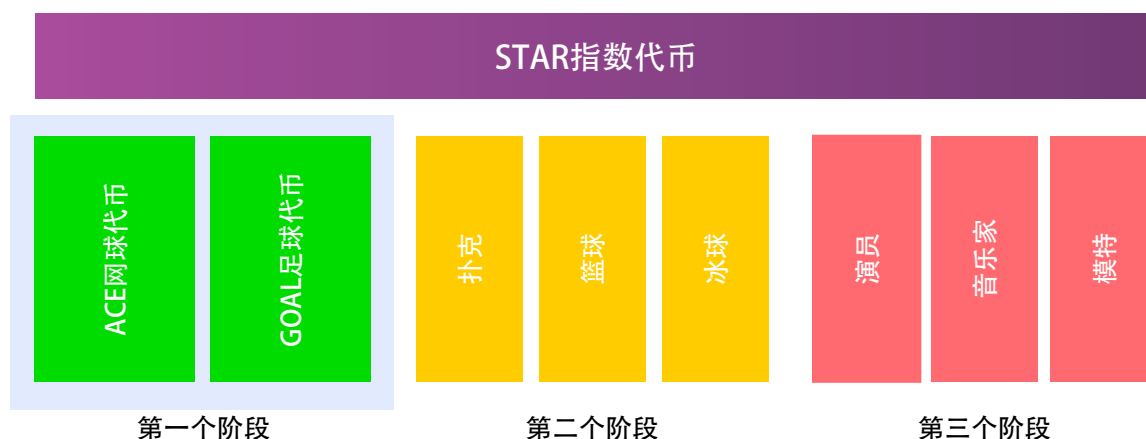 STAR指数代币
ACE网球代币
GOAL足球代币
扑克
篮球
冰球
演员
音乐家
模特
第一个阶段
第二个阶段
第三个阶段